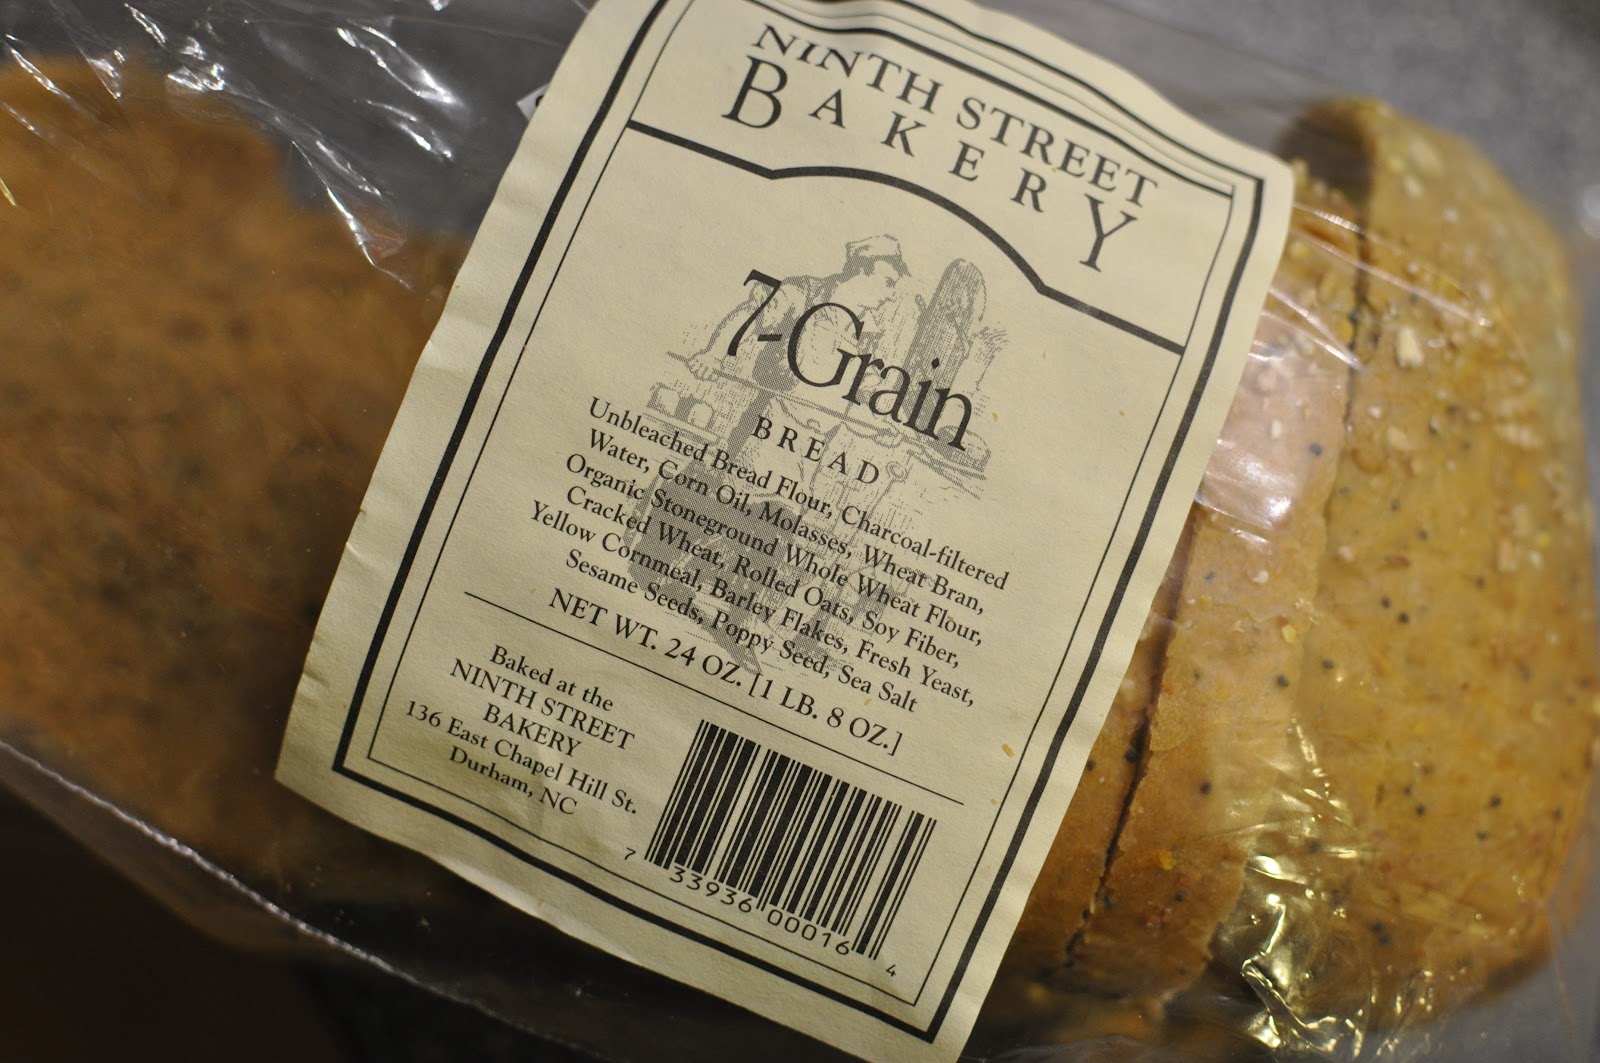 NINTH STREET
BAKERY
7-Grain
BREAD
Unbleached Bread Flour, Charcoal-filtered
Water, Corn Oil, Molasses, Wheat Bran,
Organic Stoneground Whole Wheat Flour,
Cracked Wheat, Rolled Oats, Soy Fiber,
Yellow Cornmeal, Barley Flakes, Fresh Yeast,
Sesame Seeds, Poppy Seed, Sea Salt
NET WT. 24 OZ. [1 LB. 8 OZ.]
Baked at the
NINTH STREET
BAKERY
136 East Chapel Hill St.
Durham, NC
7 33936 00016 4